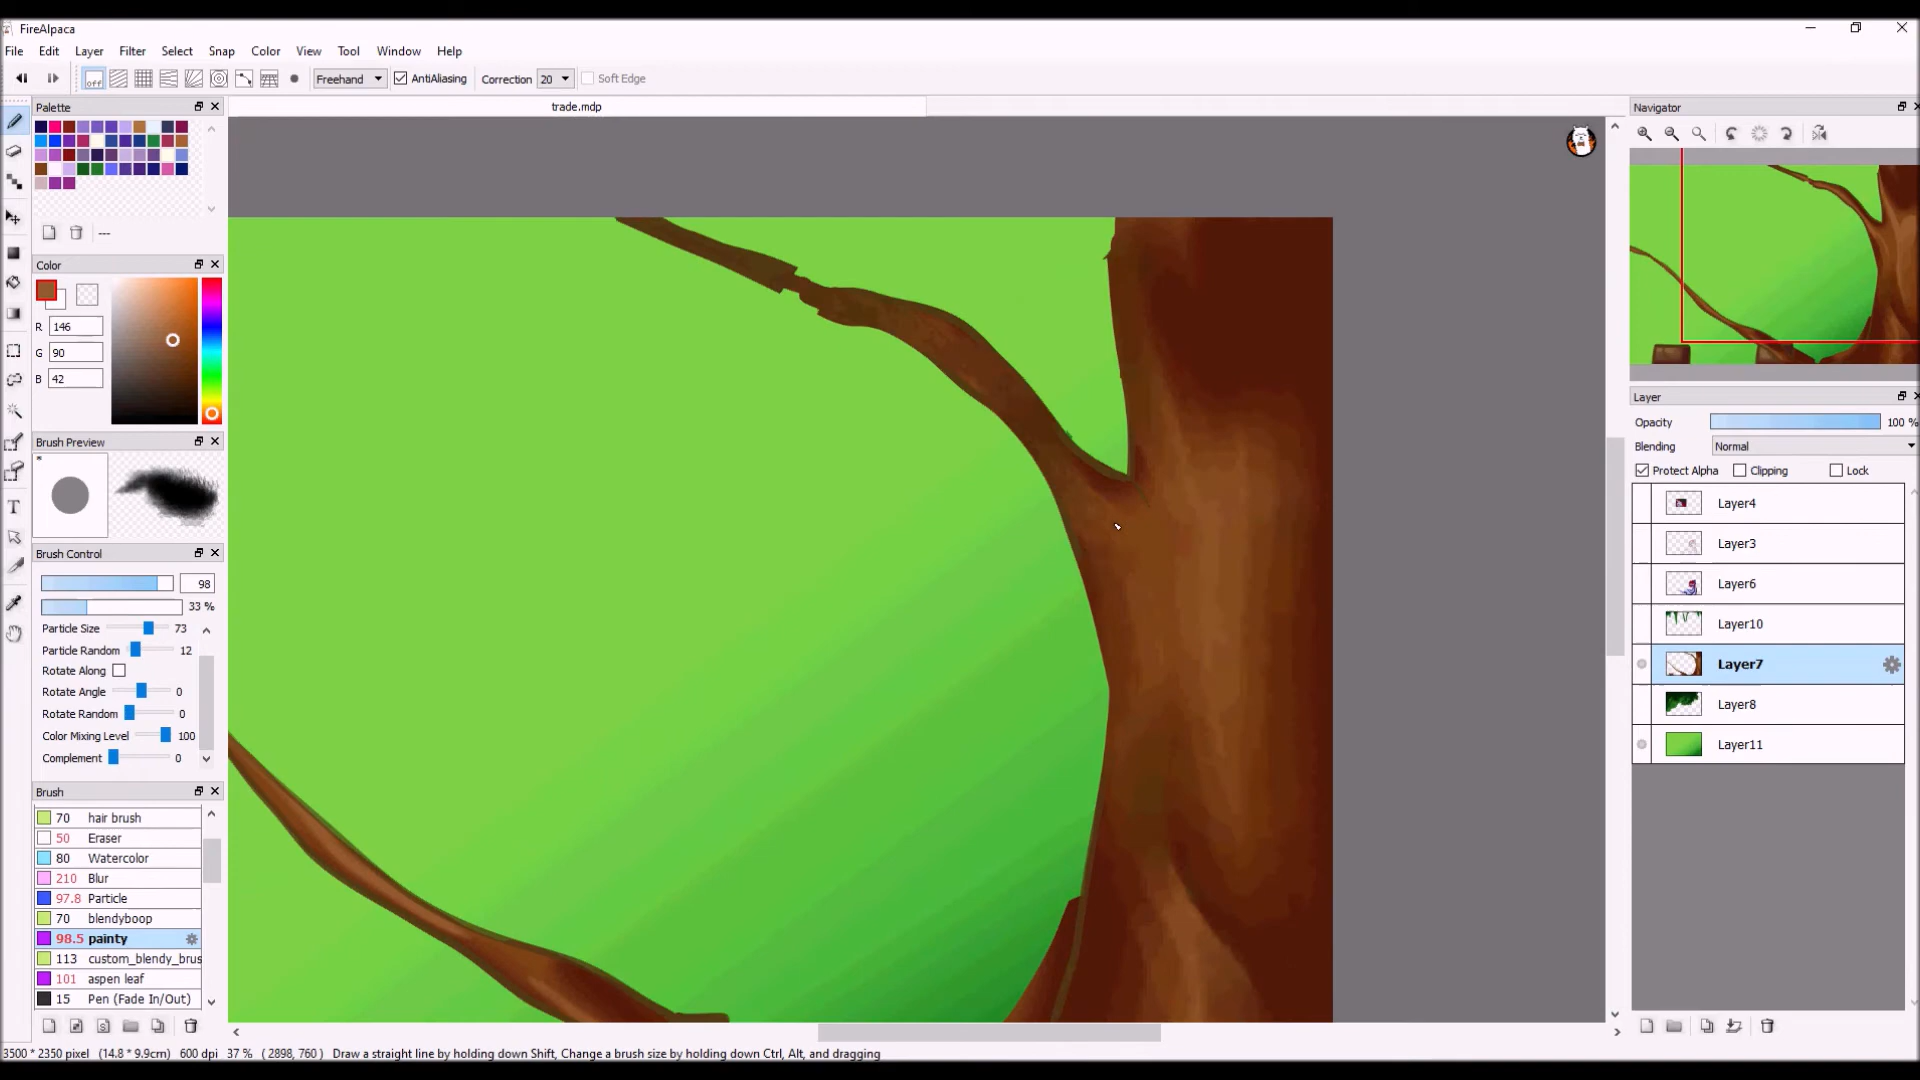 FireAlpaca
File Edit Layer Filter Select Snap Color View Tool Window Help
off Freehand AntiAliasing Correction 20 Soft Edge
Palette
trade.mdp
Navigator
---
Color
R 146
G 90
B 42
Layer
Opacity 100 %
Blending Normal
Protect Alpha Clipping Lock
Layer4
Layer3
Layer6
Layer10
Layer7
Layer8
Layer11
Brush Preview
Brush Control
98
33 %
Particle Size 73
Particle Random 12
Rotate Along
Rotate Angle 0
Rotate Random 0
Color Mixing Level 100
Complement 0
Brush
70 hair brush
50 Eraser
80 Watercolor
210 Blur
97.8 Particle
70 blendyboop
98.5 painty
113 custom_blendy_brus
101 aspen leaf
15 Pen (Fade In/Out)
3500 * 2350 pixel (14.8 * 9.9cm) 600 dpi 37 % ( 2898, 760 ) Draw a straight line by holding down Shift, Change a brush size by holding down Ctrl, Alt, and dragging